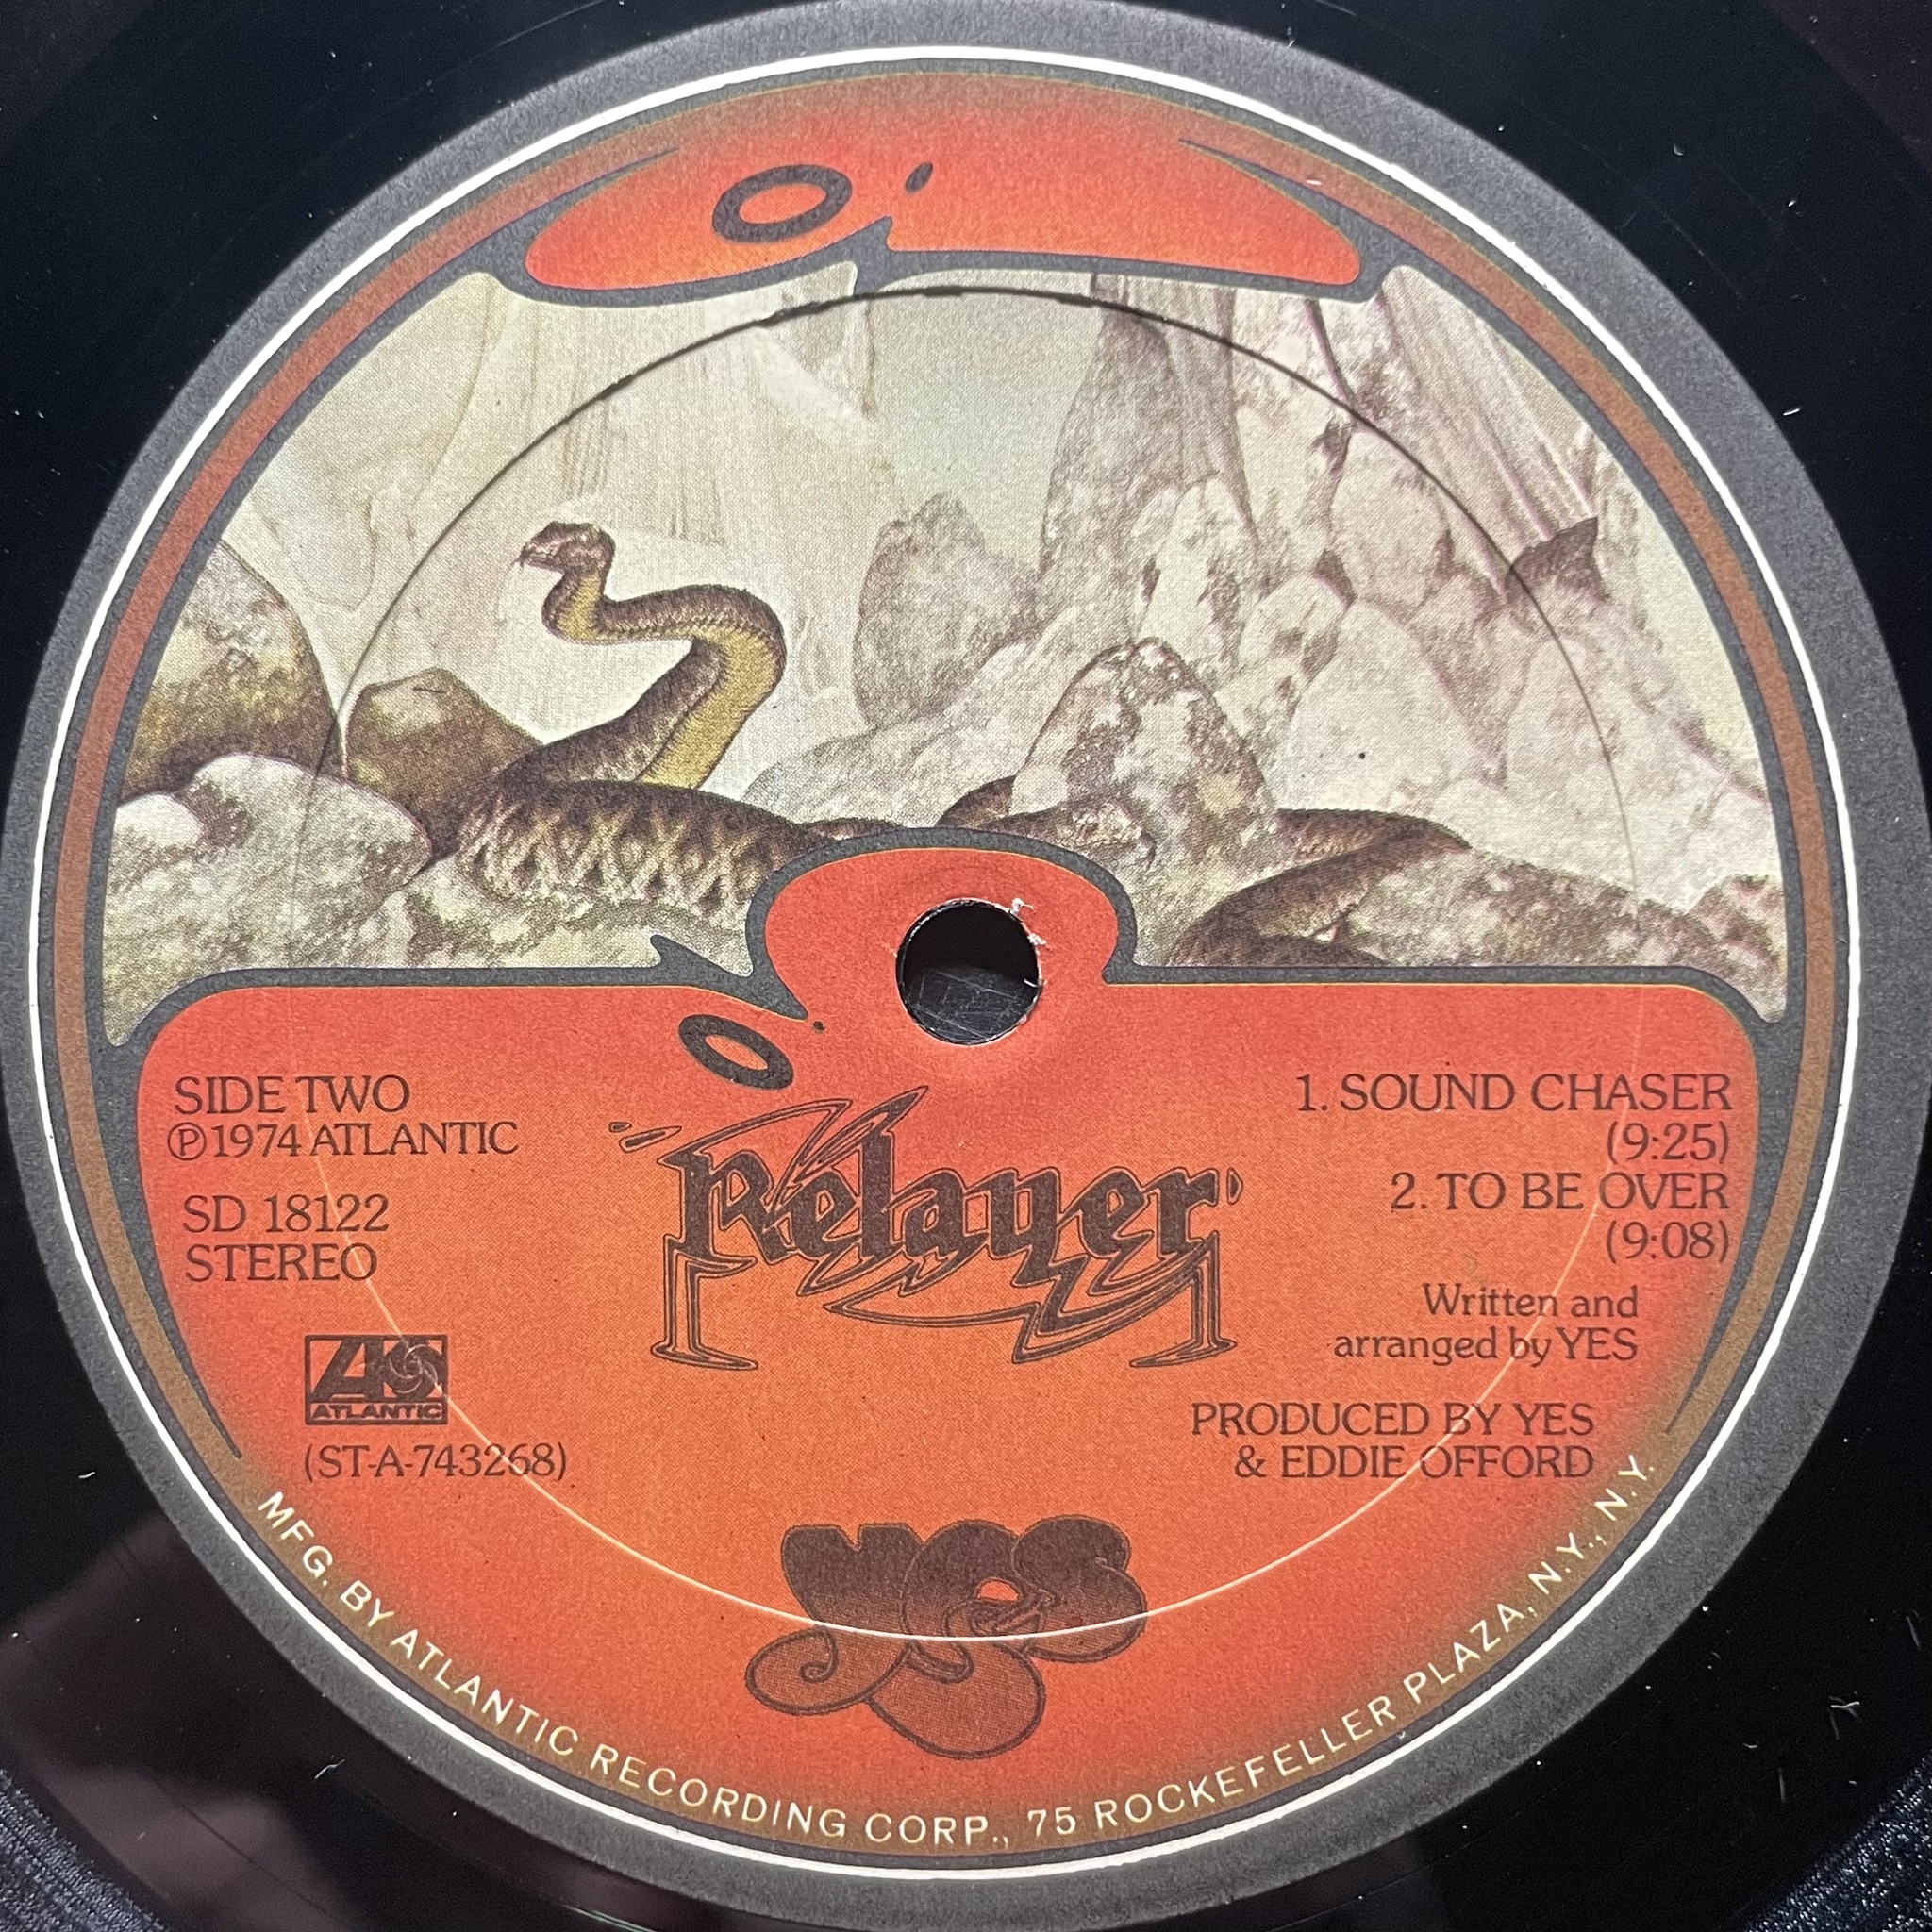 SIDE TWO
℗1974 ATLANTIC
SD 18122
STEREO
ATLANTIC
(ST-A-743268)
Relayer
1. SOUND CHASER
(9:25)
2. TO BE OVER
(9:08)
Written and
arranged by YES
PRODUCED BY YES
& EDDIE OFFORD
YES
MFG. BY ATLANTIC RECORDING CORP., 75 ROCKEFELLER PLAZA, N.Y., N.Y.